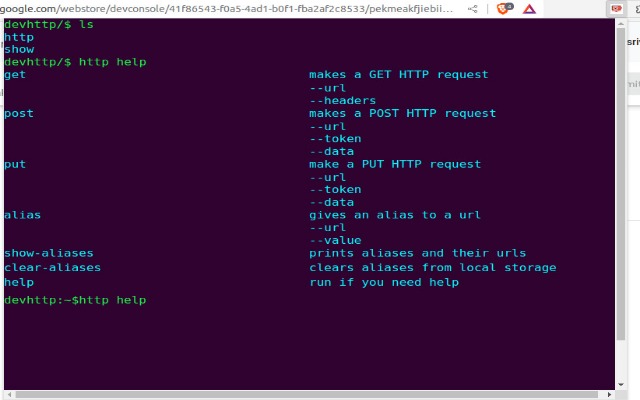 google.com/webstore/devconsole/41f86543-f0a5-4ad1-b0f1-fba2af2c8533/pekmeakfjiebii...
devhttp/$ ls
http
show
devhttp/$ http help
get makes a GET HTTP request
--url
--headers
post makes a POST HTTP request
--url
--token
--data
put make a PUT HTTP request
--url
--token
--data
alias gives an alias to a url
--url
--value
show-aliases prints aliases and their urls
clear-aliases clears aliases from local storage
help run if you need help
devhttp:~$http help